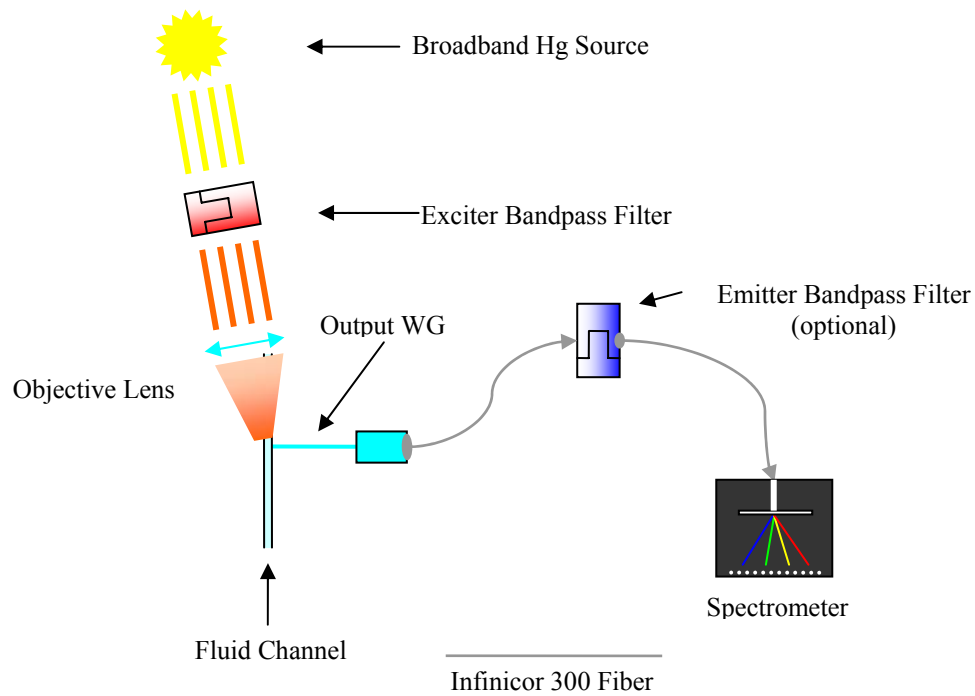 Broadband Hg Source
Exciter Bandpass Filter
Emitter Bandpass Filter
(optional)
Output WG
Objective Lens
Spectrometer
Fluid Channel
Infinicor 300 Fiber